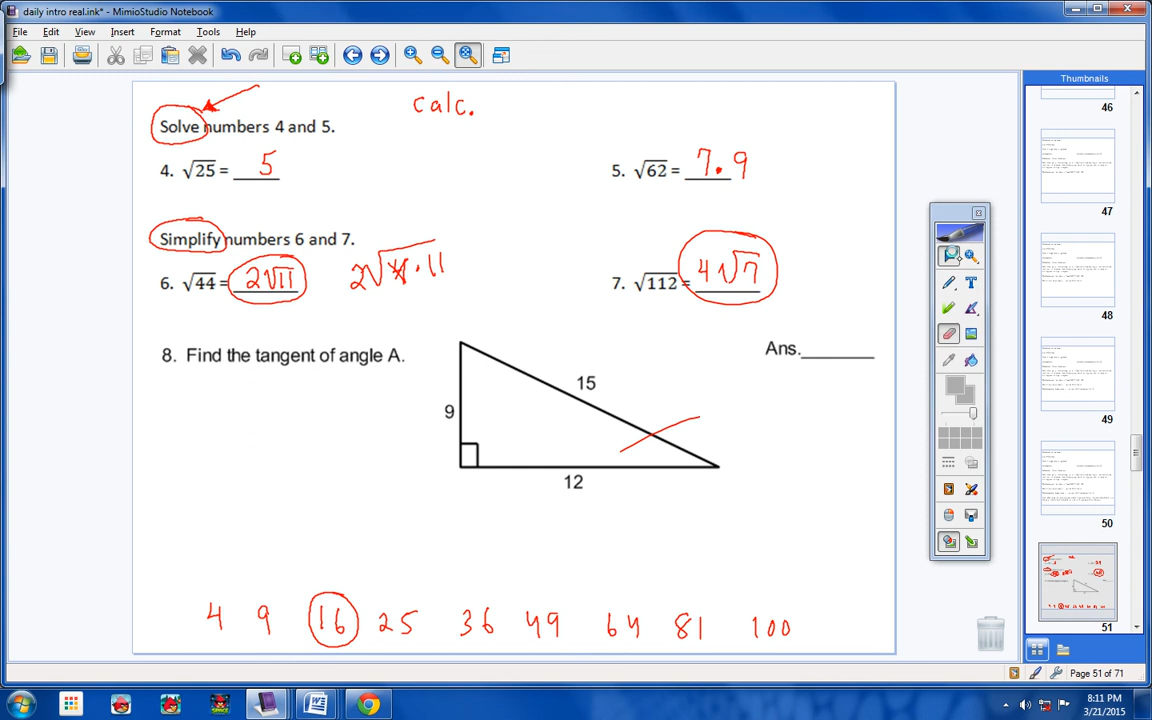 daily intro real.ink* - MimioStudio Notebook
File Edit View Insert Format Tools Help
Thumbnails
46
47
48
49
50
51
calc.
Solve numbers 4 and 5.
4. √25 = 5
5. √62 = 7.9
Simplify numbers 6 and 7.
6. √44 = 2√11 2√4·11
7. √112 = 4√7
8. Find the tangent of angle A.
Ans.______
15
9
12
4 9 16 25 36 49 64 81 100
Page 51 of 71
8:11 PM
3/21/2015